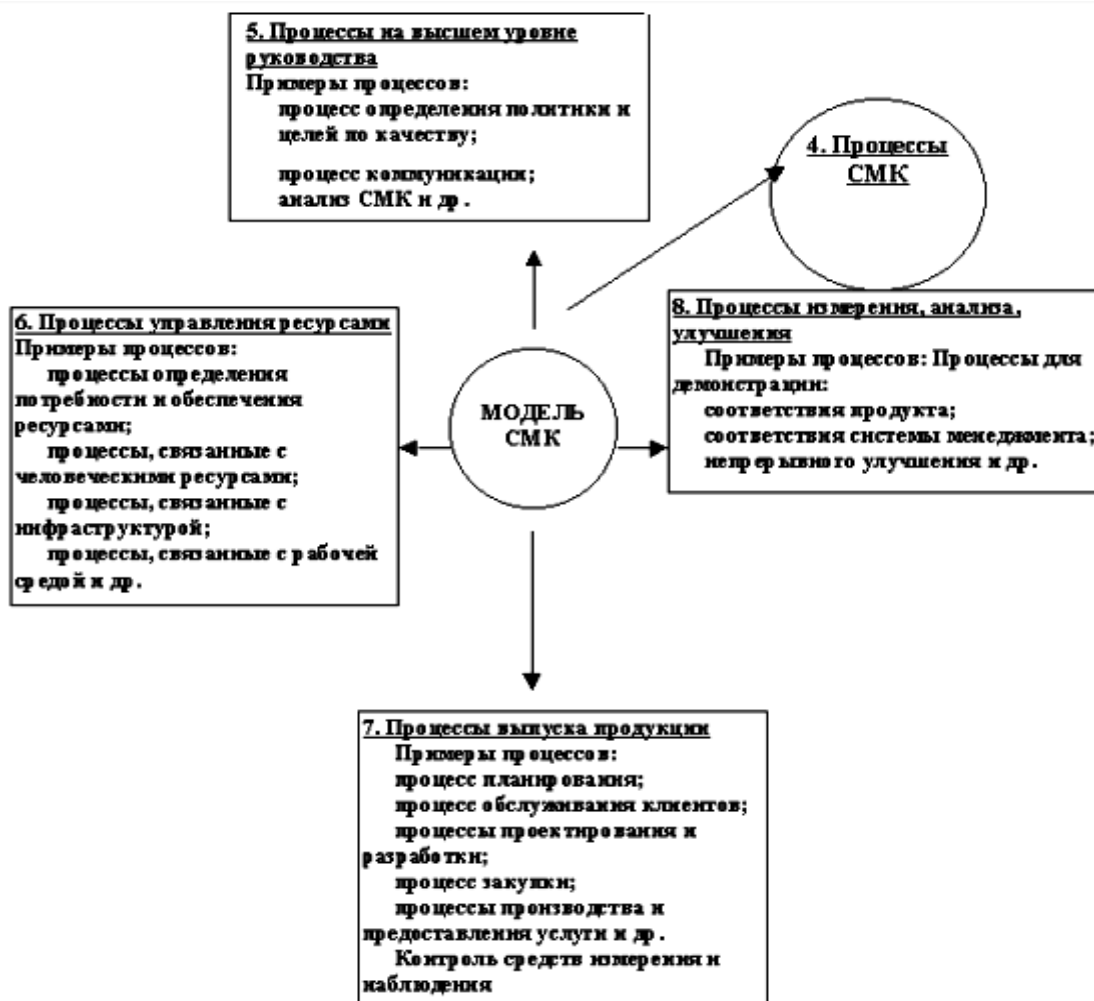 5. Процессы на высшем уровне
руководства
Примеры процессов:
процесс определения политики и
целей по качеству;
процесс коммуникации;
анализ СМК и др.
4. Процессы
СМК
6. Процессы управления ресурсами
Примеры процессов:
процессы определения
потребности и обеспечения
ресурсами;
процессы, связанные с
человеческими ресурсами;
процессы, связанные с
инфраструктурой;
процессы, связанные с рабочей
средой и др.
МОДЕЛЬ
СМК
8. Процессы измерения, анализа,
улучшения
Примеры процессов: Процессы для
демонстрации:
соответствия продукта;
соответствия системы менеджмента;
непрерывного улучшения и др.
7. Процессы выпуска продукции
Примеры процессов:
процесс планирования;
процесс обслуживания клиентов;
процессы проектирования и
разработки;
процесс закупки;
процессы производства и
предоставления услуги и др.
Контроль средств измерения и
наблюдения